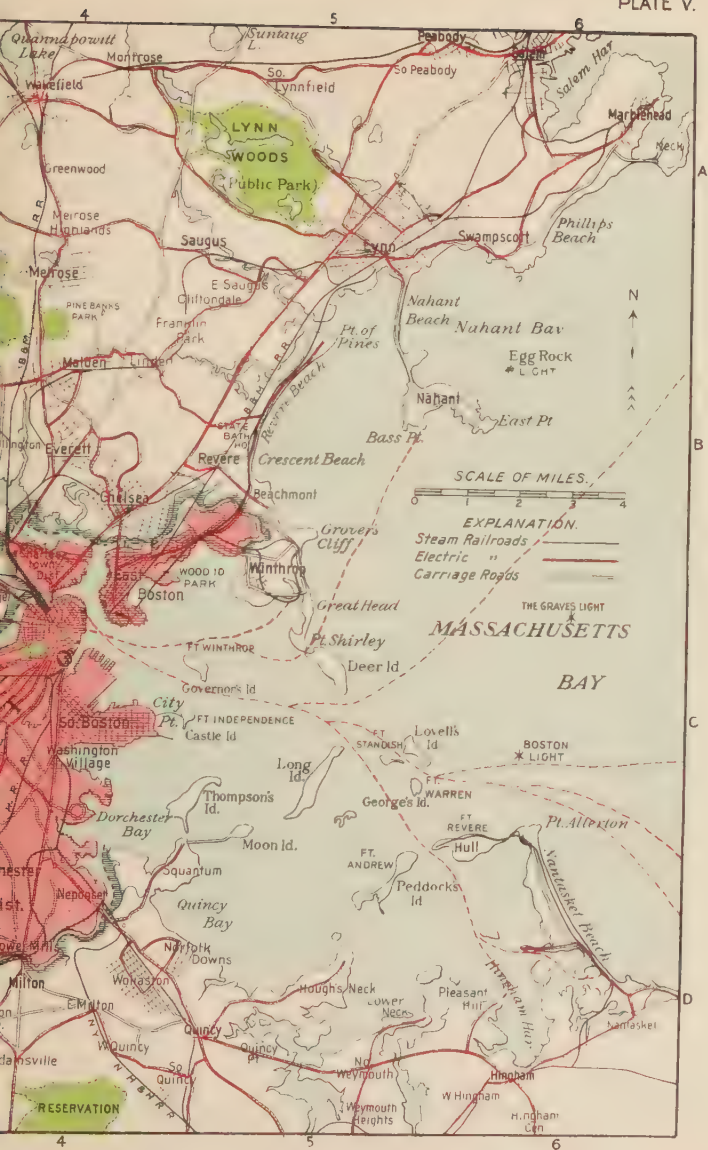 PLATE V.
4
5
6
Quannapowitt
Lake
Suntaug
L.
Peabody
Montrose
So.
Lynnfield
So Peabody
Salem Har
Wakefield
Marblehead
Neck
LYNN
WOODS
(Public Park)
A
Greenwood
R R
Melrose
Highlands
Phillips
Beach
Saugus
Lynn
Swampscott
Melrose
E Saugus
Cliftondale
N
PINE BANKS
PARK
Nahant
Beach
Nahant Bay
Franklin
Park
Pt. of
Pines
Egg Rock
LIGHT
B & M
Malden
Linden
B & M R R
Revere Beach
Nahant
East Pt
STATE
BATH
HO
Bass Pt.
B
Everett
Revere
Crescent Beach
SCALE OF MILES.
Chelsea
Beachmont
0 1 2 3 4
EXPLANATION.
Grovers
Cliff
Steam Railroads
Electric "
Carriage Roads
Winthrop
WOOD ID
PARK
East
Boston
Great Head
THE GRAVES LIGHT
MASSACHUSETTS
BAY
Pt. Shirley
FT WINTHROP
Deer Id
Governor's Id
City
Pt.
FT INDEPENDENCE
Castle Id
So. Boston
C
Washington
Village
FT
STANDISH
Lovell's
Id
BOSTON
LIGHT
Long
Id.
FT.
WARREN
George's Id.
Thompson's
Id.
Dorchester
Bay
FT
REVERE
Hull
Pt. Allerton
Moon Id.
FT.
ANDREW
Peddocks
Id
Nantasket Beach
Squantum
Neponset
Quincy
Bay
Norfolk
Downs
Wollaston
Hingham Har
Milton
E. Milton
Hough's Neck
Lower
Neck
Pleasant
Hill
D
Nantasket
W. Quincy
Quincy
Quincy
Pt
So
Quincy
N Y N H & H R R
No
Weymouth
Hingham
W Hingham
RESERVATION
Weymouth
Heights
Hingham
Cen
4
5
6